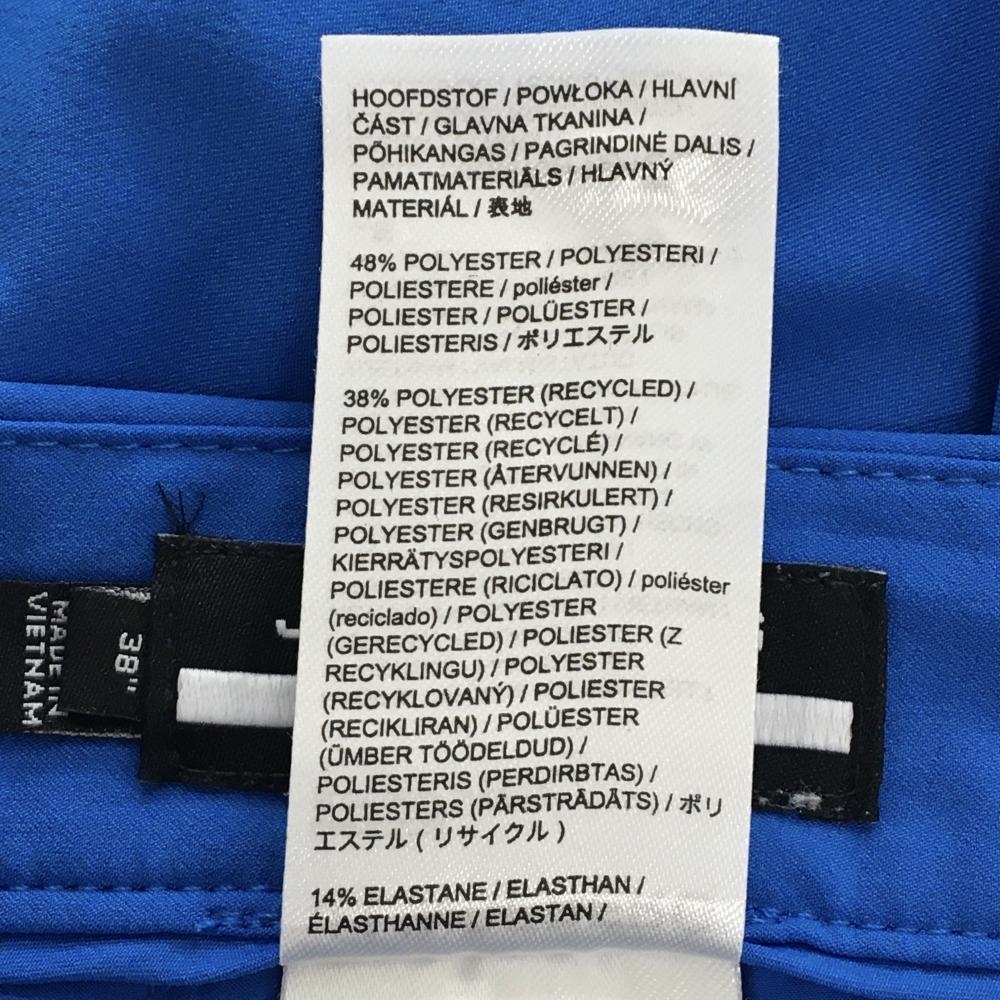 HOOFDSTOF / POWŁOKA / HLAVNÍ
ČÁST / GLAVNA TKANINA /
PÕHIKANGAS / PAGRINDINĖ DALIS /
PAMATMATERIĀLS / HLAVNÝ
MATERIÁL / 表地
48% POLYESTER / POLYESTERI /
POLIESTERE / poliéster /
POLIESTER / POLÜESTER /
POLIESTERIS / ポリエステル
38% POLYESTER (RECYCLED) /
POLYESTER (RECYCELT) /
POLYESTER (RECYCLÉ) /
POLYESTER (ÅTERVUNNEN) /
POLYESTER (RESIRKULERT) /
POLYESTER (GENBRUGT) /
KIERRÄTYSPOLYESTERI /
POLIESTERE (RICICLATO) / poliéster
(reciclado) / POLYESTER
(GERECYCLED) / POLIESTER (Z
RECYKLINGU) / POLYESTER
(RECYKLOVANÝ) / POLIESTER
(RECIKLIRAN) / POLÜESTER
(ÜMBER TÖÖDELDUD) /
POLIESTERIS (PERDIRBTAS) /
POLIESTERS (PĀRSTRĀDĀTS) / ポリ
エステル ( リサイクル )
14% ELASTANE / ELASTHAN /
ÉLASTHANNE / ELASTAN /
38"
MADE IN
VIETNAM